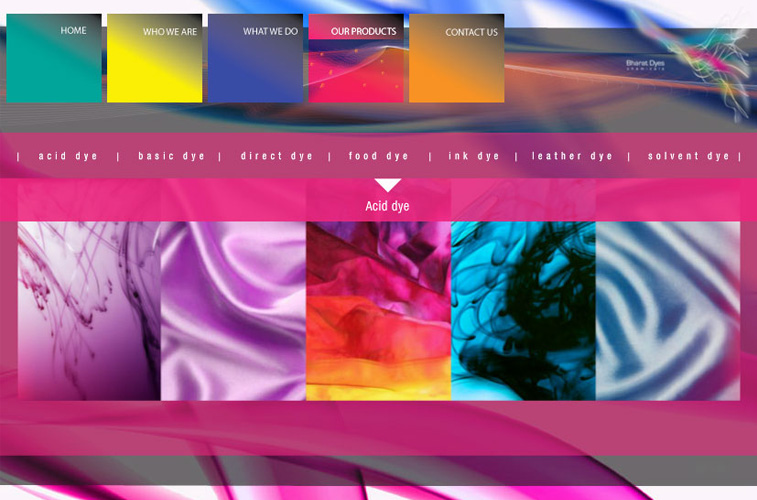 HOME
WHO WE ARE
WHAT WE DO
OUR PRODUCTS
CONTACT US
Bharat Dyes
| acid dye | basic dye | direct dye | food dye | ink dye | leather dye | solvent dye |
Acid dye